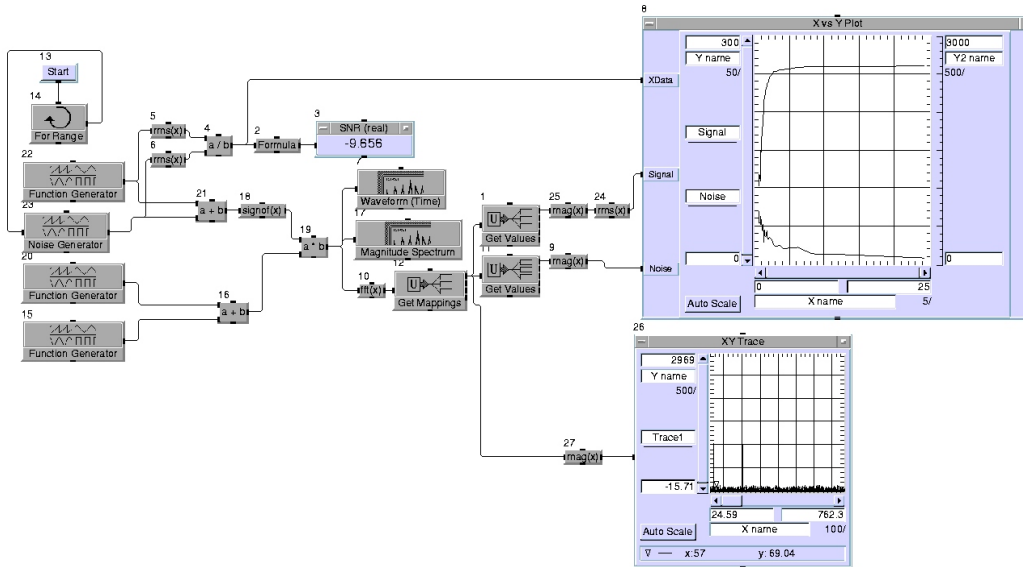 8
X vs Y Plot
300
Y name
50/
3000
Y2 name
500/
XData
Signal
Signal
Noise
Noise
0
0
0
25
Auto Scale
X name
5/
13
Start
14
For Range
5
rms(x)
6
rms(x)
4
a / b
2
Formula
3
SNR (real)
-9.656
22
Function Generator
23
Noise Generator
20
Function Generator
15
Function Generator
21
a + b
18
signof(x)
16
a + b
19
a * b
Waveform (Time)
17
Magnitude Spectrum
10
fft(x)
12
Get Mappings
1
Get Values
Get Values
25
mag(x)
24
rms(x)
9
mag(x)
27
mag(x)
26
XY Trace
2969
Y name
500/
Trace1
-15.71
24.59
762.3
Auto Scale
X name
100/
x:57
y: 69.04